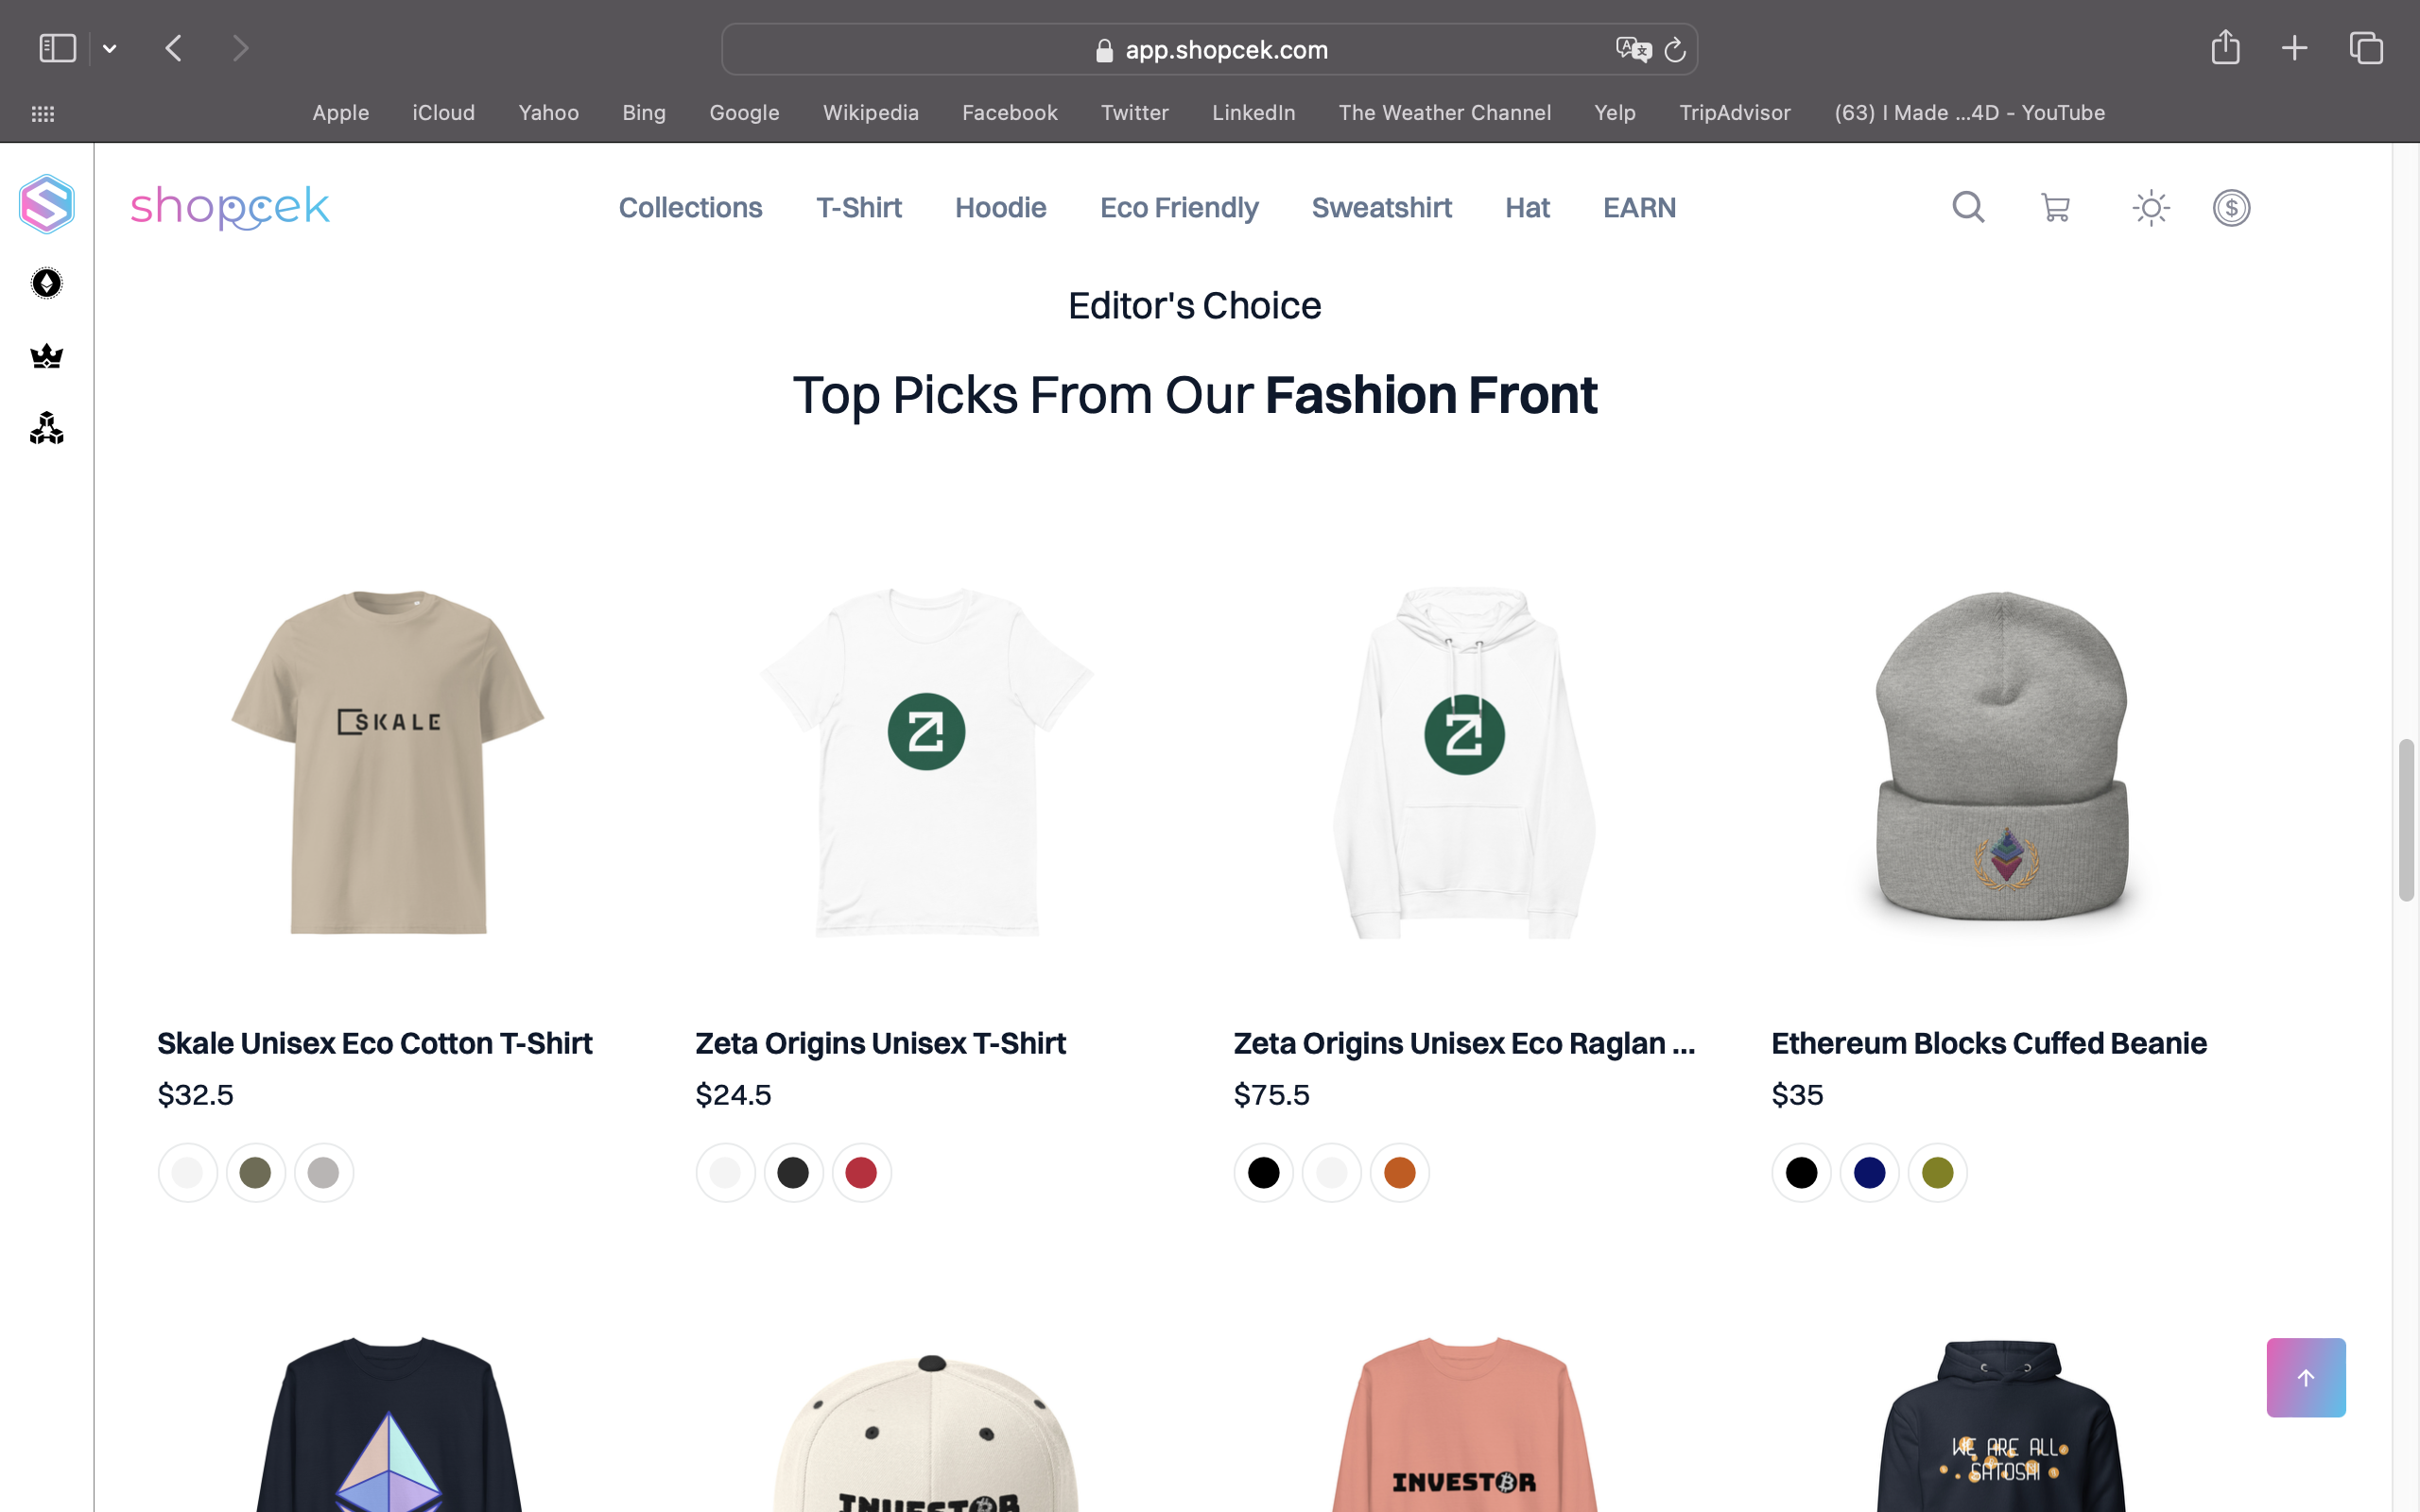 app.shopcek.com
Apple iCloud Yahoo Bing Google Wikipedia Facebook Twitter LinkedIn The Weather Channel Yelp TripAdvisor (63) I Made ...4D - YouTube
shopcek Collections T-Shirt Hoodie Eco Friendly Sweatshirt Hat EARN
Editor's Choice
Top Picks From Our Fashion Front
SKALE
Z
Z
Skale Unisex Eco Cotton T-Shirt
$32.5
Zeta Origins Unisex T-Shirt
$24.5
Zeta Origins Unisex Eco Raglan ...
$75.5
Ethereum Blocks Cuffed Beanie
$35
INVESTOR
INVESTOR
WE ARE ALL
SATOSHI